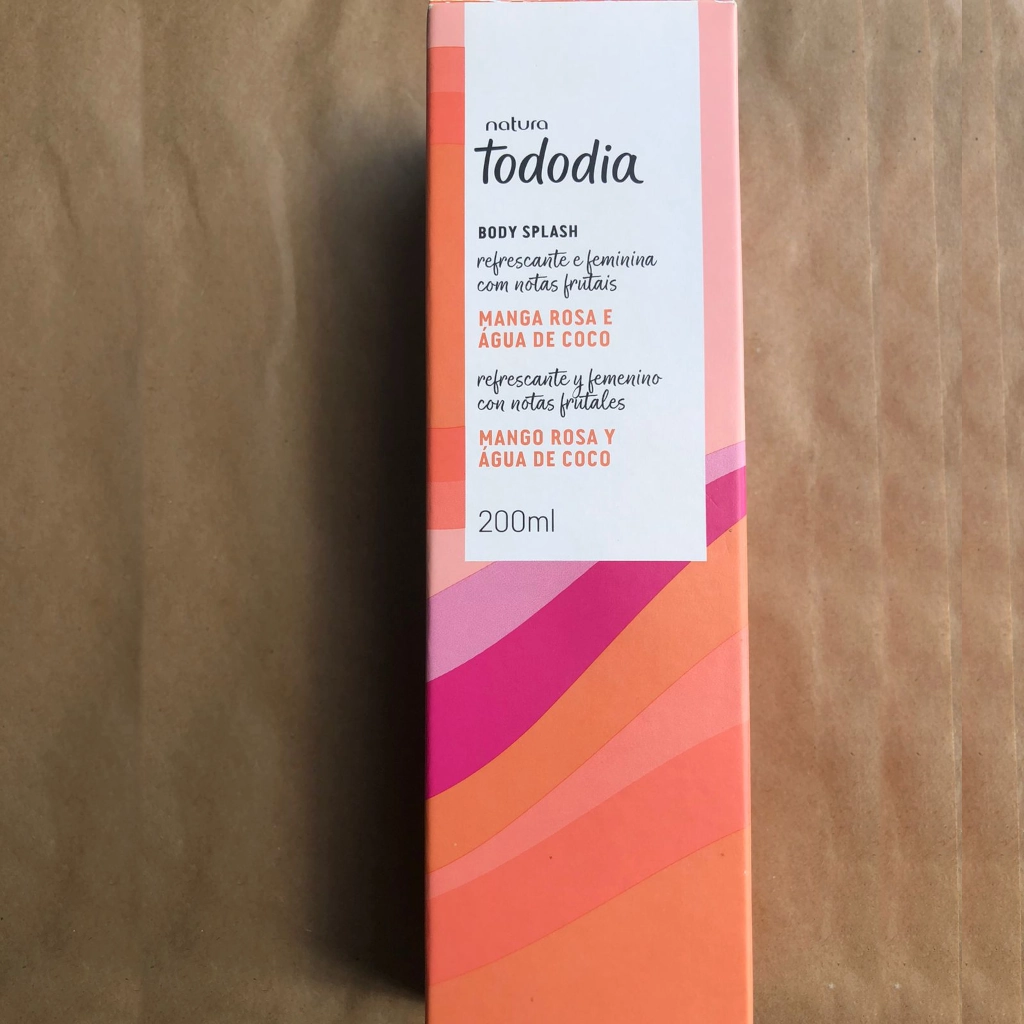 natura
tododia
BODY SPLASH
refrescante e feminina
com notas frutais
MANGA ROSA E
ÁGUA DE COCO
refrescante y femenino
con notas frutales
MANGO ROSA Y
ÁGUA DE COCO
200ml